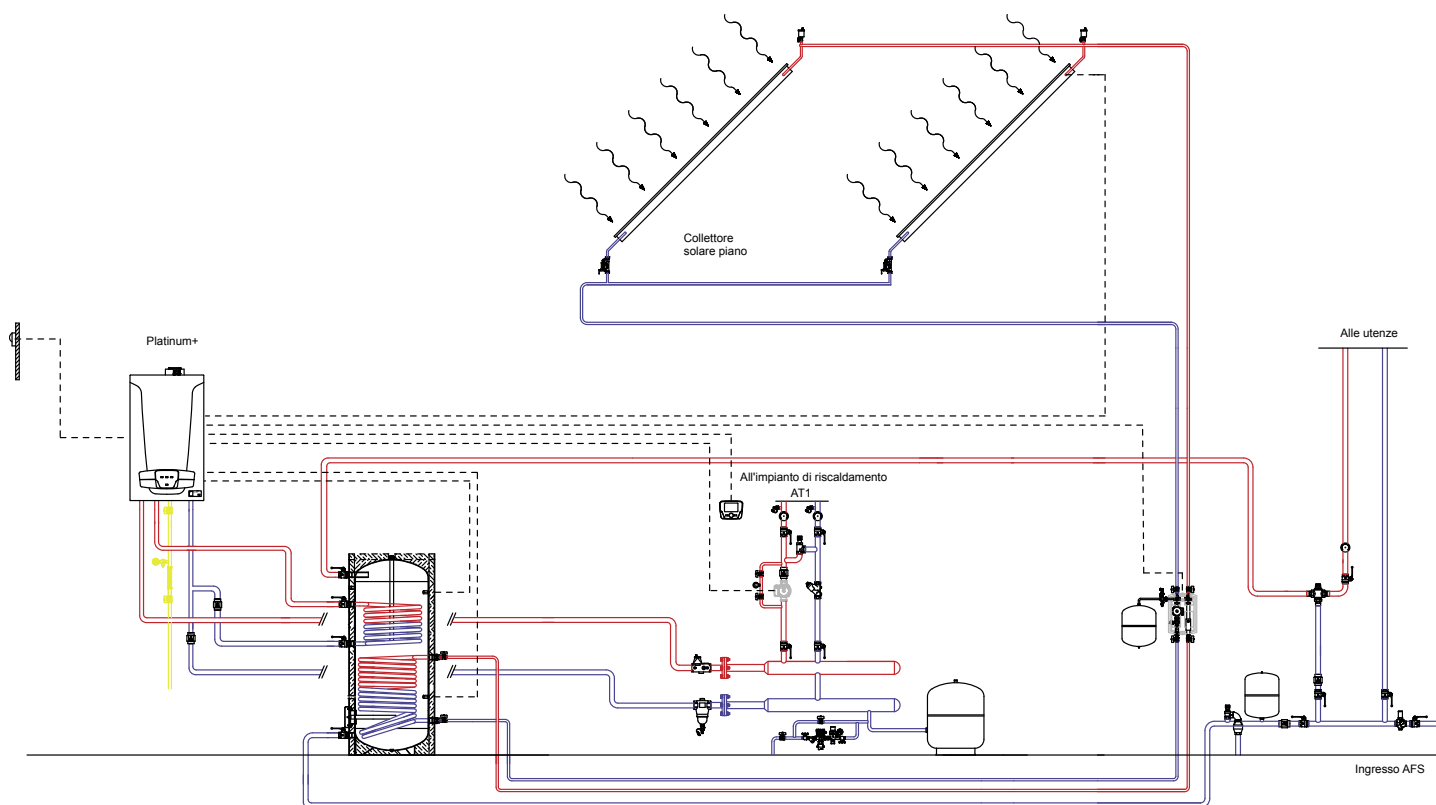 Collettore
solare piano
Platinum+
Alle utenze
All'impianto di riscaldamento
AT1
Ingresso AFS